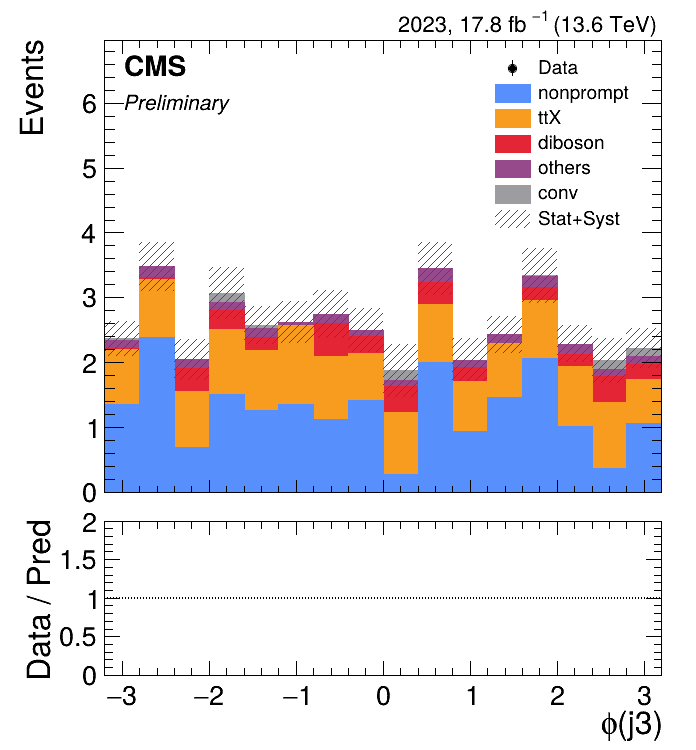 2023, 17.8 fb⁻¹ (13.6 TeV)
CMS
Preliminary
Events
Data
nonprompt
ttX
diboson
others
conv
Stat+Syst
6
5
4
3
2
1
0
Data / Pred
2
1.5
1
0.5
0
−3 −2 −1 0 1 2 3
ϕ(j3)